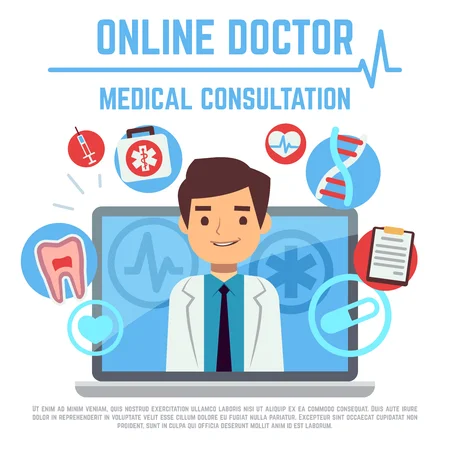 ONLINE DOCTOR
MEDICAL CONSULTATION
Ut enim ad minim veniam, quis nostrud exercitation ullamco laboris nisi ut aliquip ex ea commodo consequat. Duis aute irure
dolor in reprehenderit in voluptate velit esse cillum dolore eu fugiat nulla pariatur. Excepteur sint occaecat cupidatat non proident,
sunt in culpa qui officia deserunt mollit anim id est laborum.